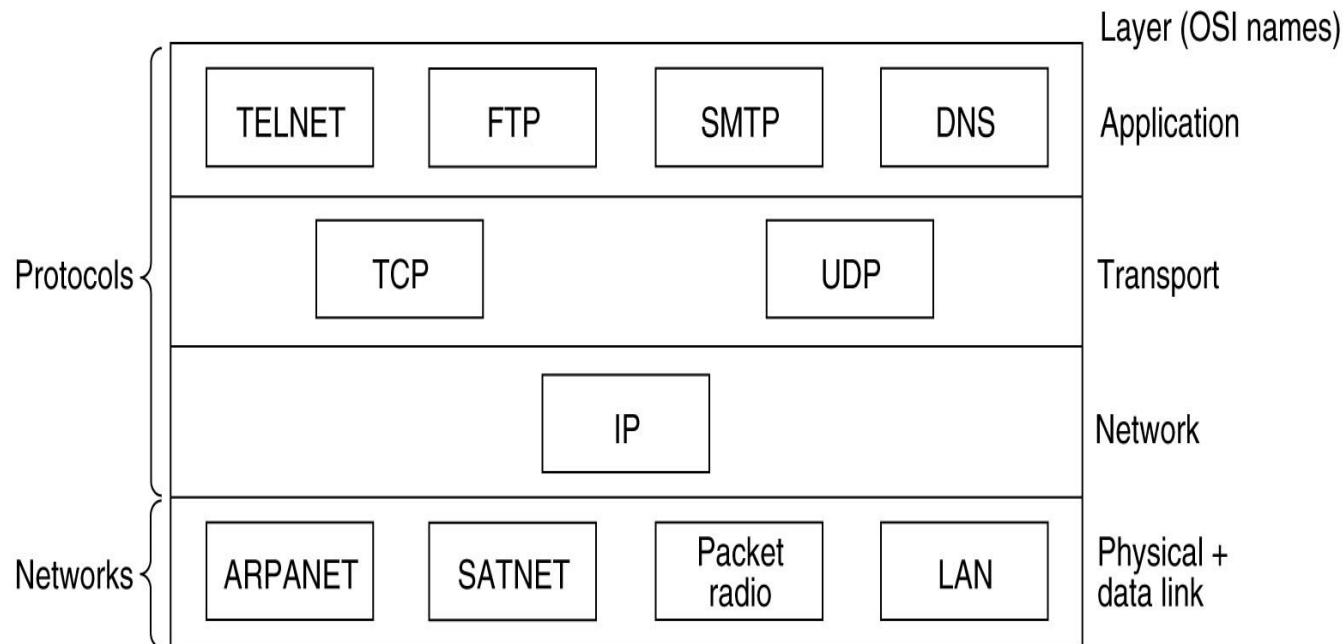 Layer (OSI names)
TELNET FTP SMTP DNS Application
Protocols TCP UDP Transport
IP Network
Networks ARPANET SATNET Packet radio LAN Physical + data link